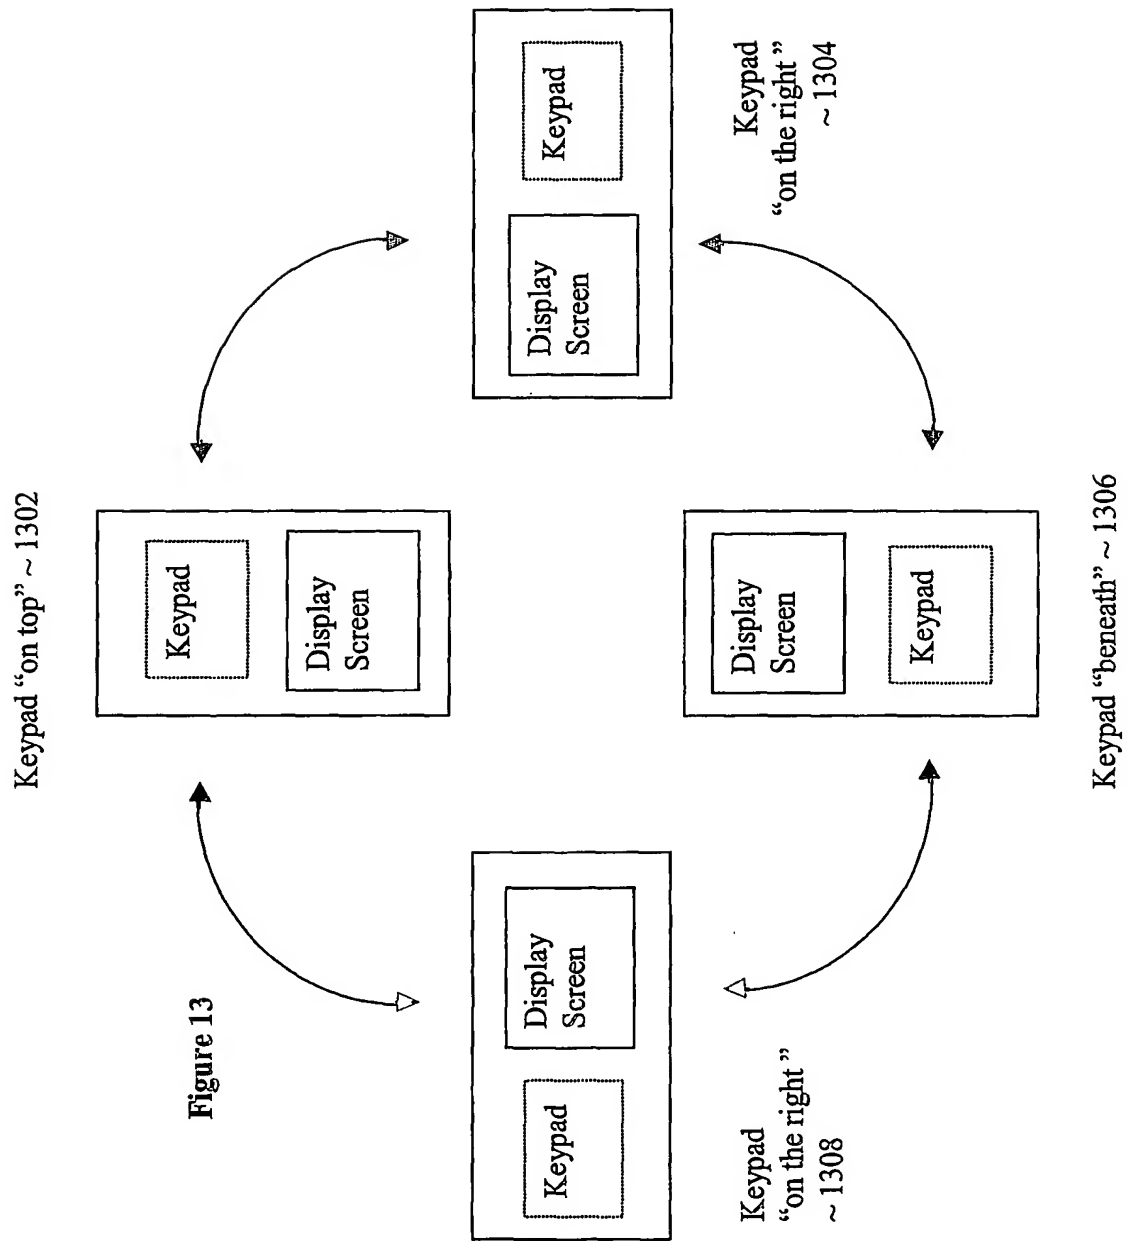 Keypad “on top” ~ 1302
Figure 13
Keypad
Display
Screen
Keypad
Display
Screen
Keypad
“on the right”
~ 1308
Display
Screen
Keypad
Keypad
“on the right”
~ 1304
Display
Screen
Keypad
Keypad “beneath” ~ 1306